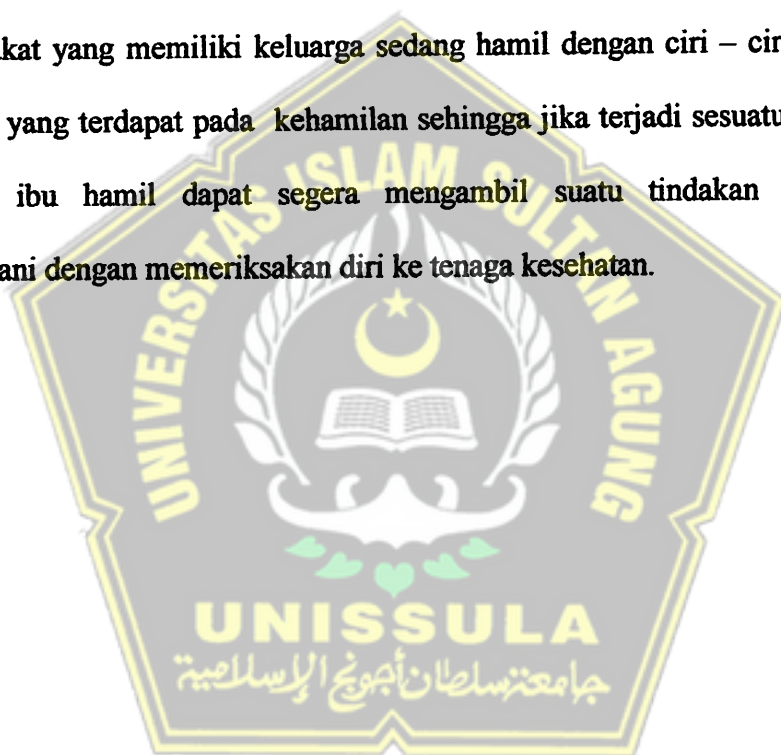 akat yang memiliki keluarga sedang hamil dengan ciri – cir
yang terdapat pada kehamilan sehingga jika terjadi sesuatu
ibu hamil dapat segera mengambil suatu tindakan
ani dengan memeriksakan diri ke tenaga kesehatan.
UNIVERSITAS ISLAM SULTAN AGUNG
UNISSULA
جامعة سلطان أجونج الإسلامية